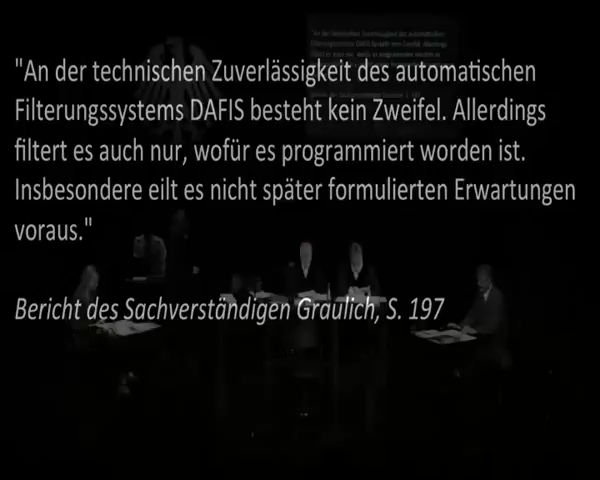 "An der technischen Zuverlässigkeit des automatischen
Filterungssystems DAFIS besteht kein Zweifel. Allerdings
filtert es auch nur, wofür es programmiert worden ist.
Insbesondere eilt es nicht später formulierten Erwartungen
voraus."
Bericht des Sachverständigen Graulich, S. 197